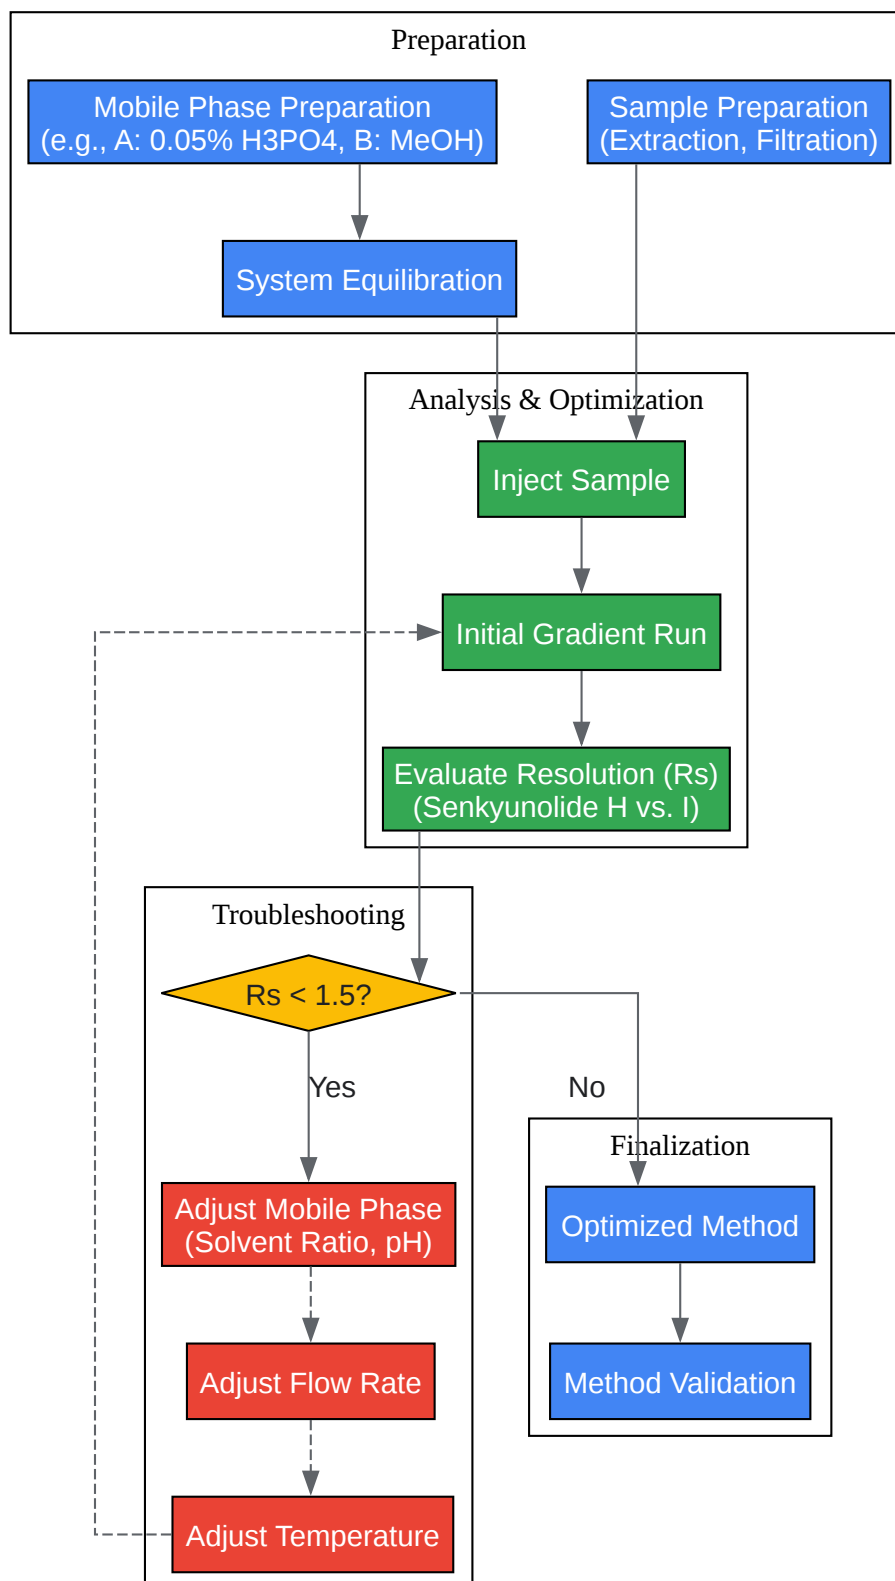 Preparation
Mobile Phase Preparation
(e.g., A: 0.05% H3PO4, B: MeOH)
Sample Preparation
(Extraction, Filtration)
System Equilibration
Analysis & Optimization
Inject Sample
Initial Gradient Run
Evaluate Resolution (Rs)
(Senkyunolide H vs. I)
Troubleshooting
Rs < 1.5?
Yes
No
Finalization
Adjust Mobile Phase
(Solvent Ratio, pH)
Optimized Method
Adjust Flow Rate
Method Validation
Adjust Temperature